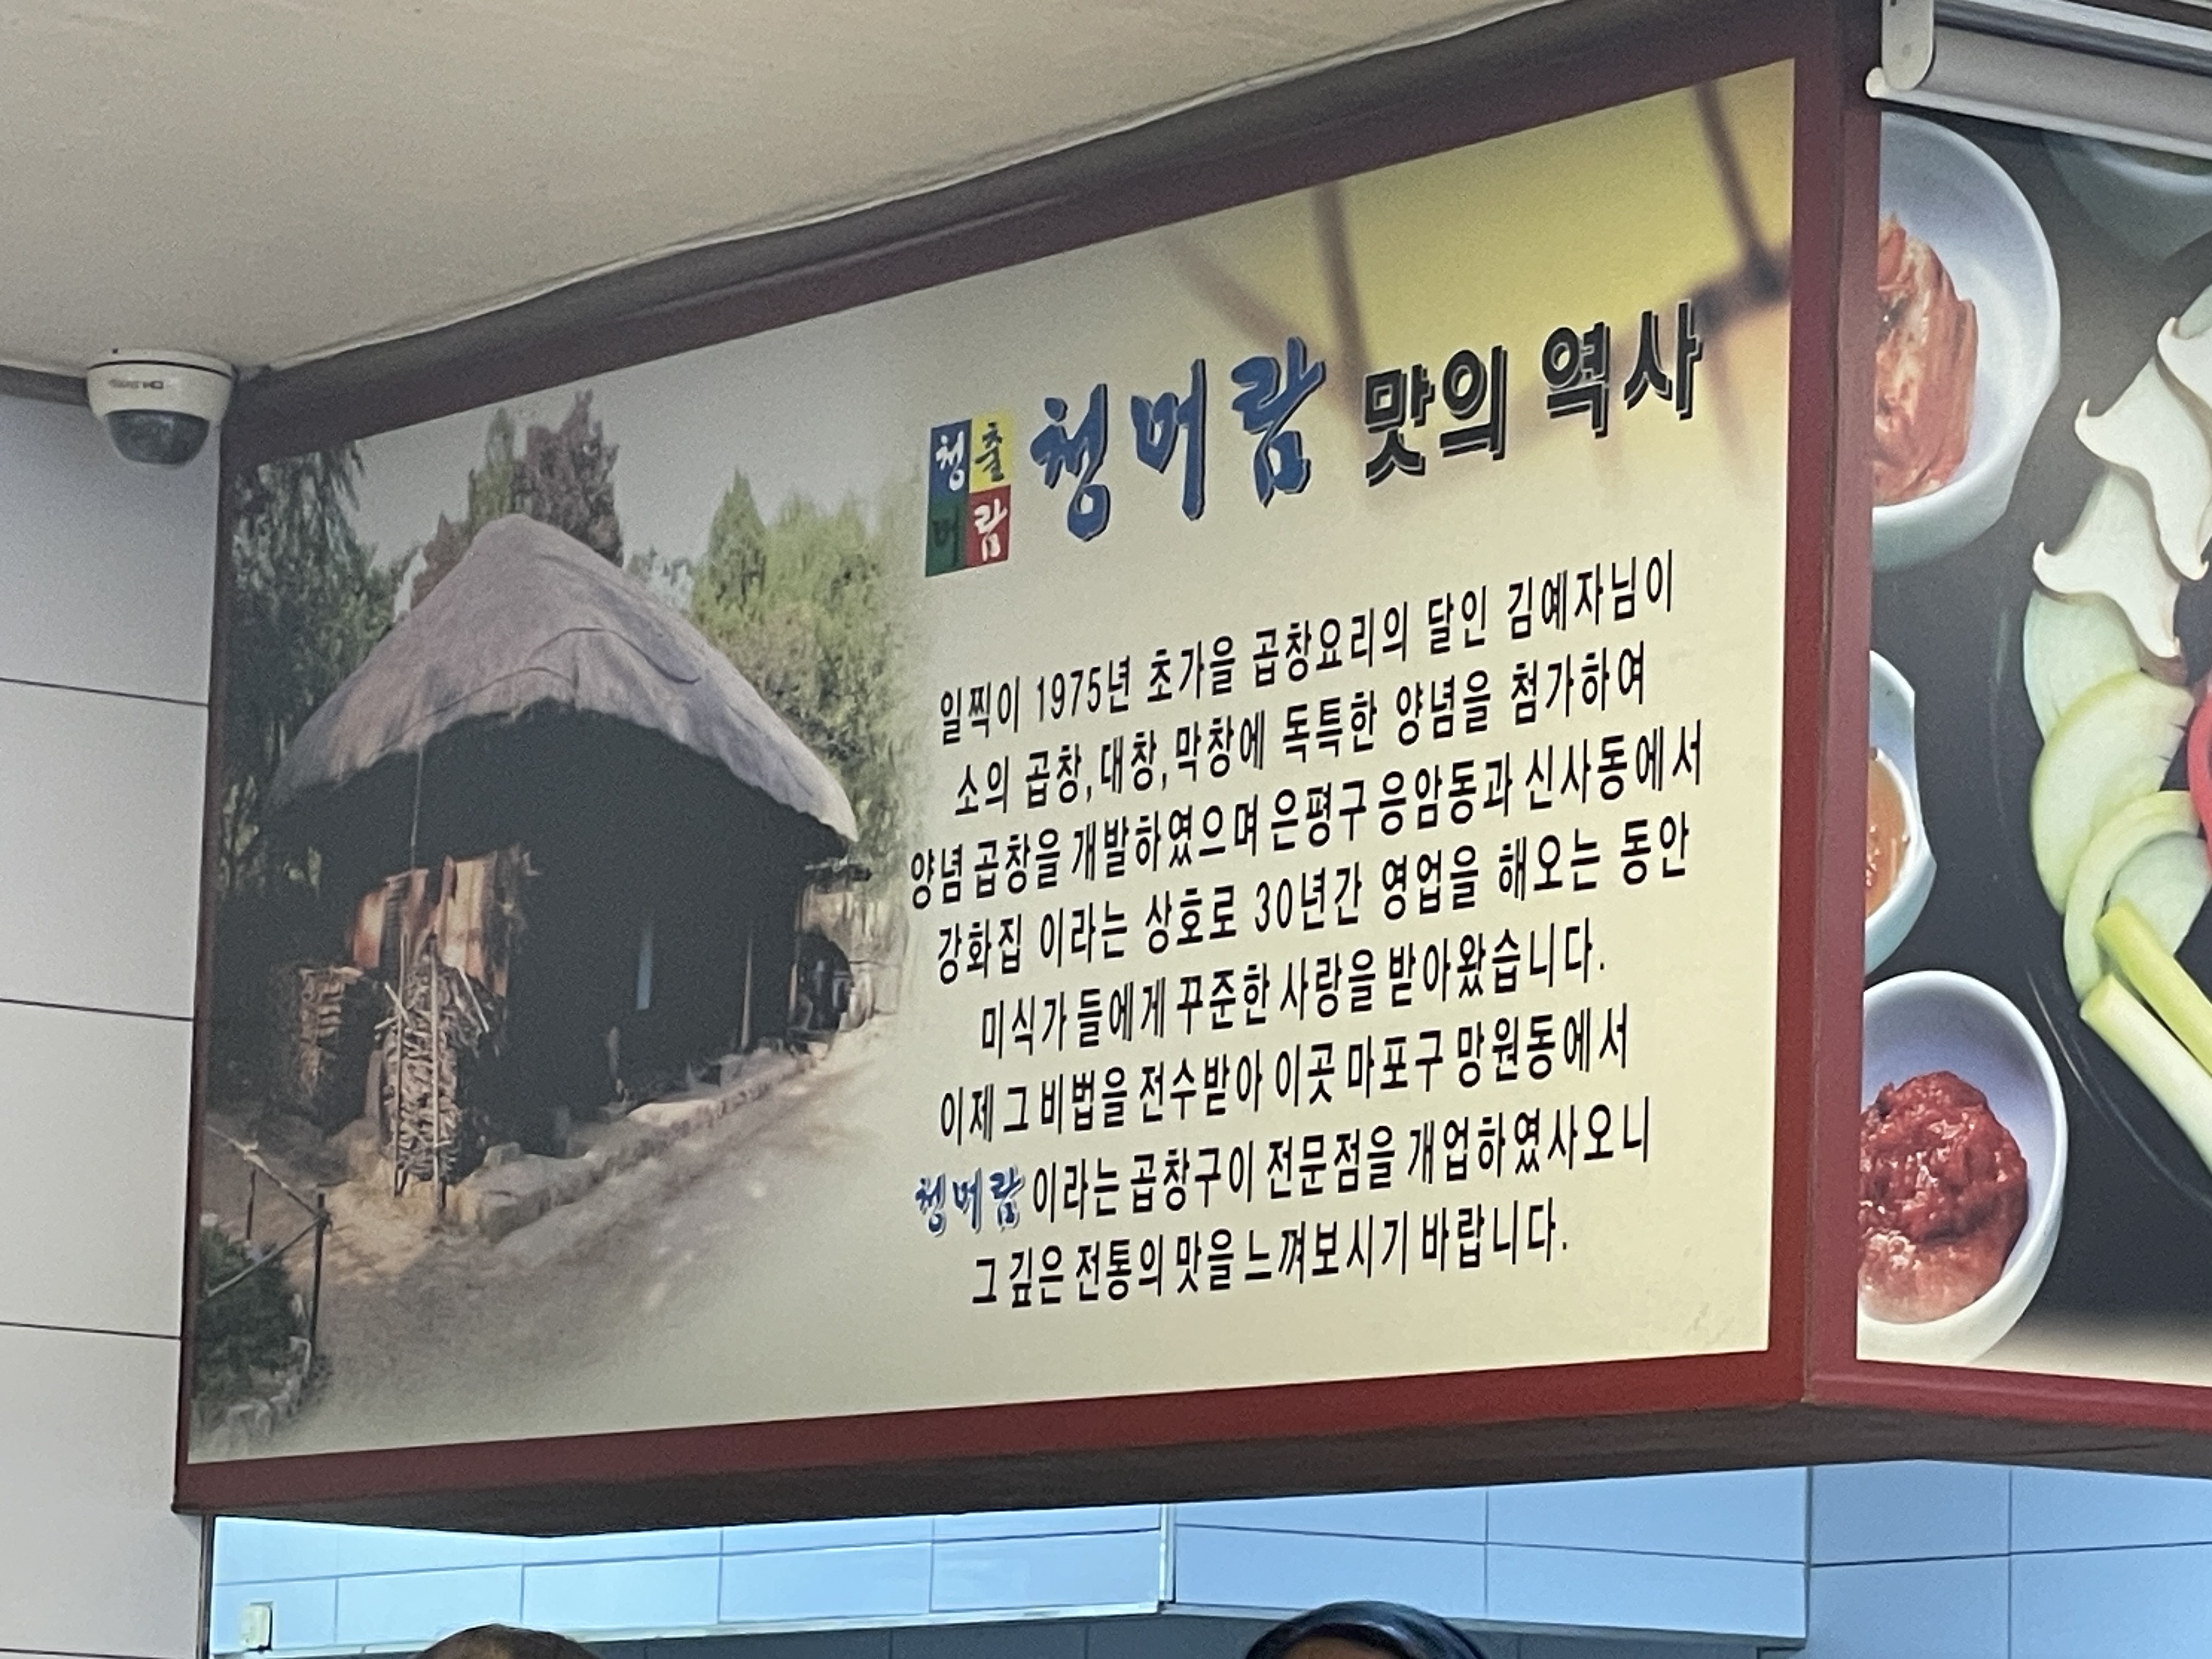 청출
머람
청머람 맛의 역사
일찍이 1975년 초가을 곱창요리의 달인 김예자님이
소의 곱창,대창,막창에 독특한 양념을 첨가하여
양념 곱창을 개발하였으며 은평구 응암동과 신사동에서
강화집 이라는 상호로 30년간 영업을 해오는 동안
미식가 들에게 꾸준한 사랑을 받아왔습니다.
이제 그 비법을 전수받아 이곳 마포구 망원동에서
청머람 이라는 곱창구이 전문점을 개업하였사오니
그 깊은 전통의 맛을 느껴보시기 바랍니다.